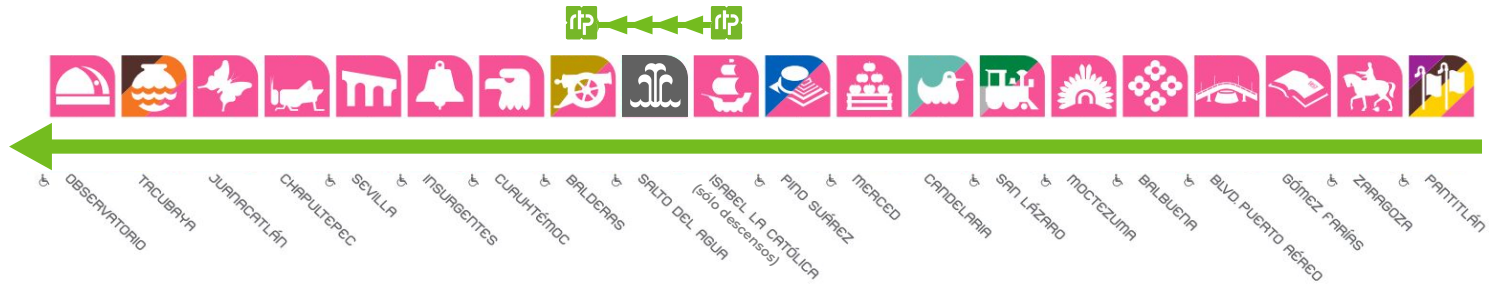 rtp rtp
OBSERVATORIO
TACUBAYA
JUANACATLÁN
CHAPULTEPEC
SEVILLA
INSURGENTES
CUAUHTÉMOC
BALDERAS
SALTO DEL AGUA
ISABEL LA CATÓLICA
(sólo descensos)
PINO SUÁREZ
MERCED
CANDELARIA
SAN LÁZARO
MOCTEZUMA
BALBUENA
BLVD. PUERTO AÉREO
GÓMEZ FARÍAS
ZARAGOZA
PANTITLÁN